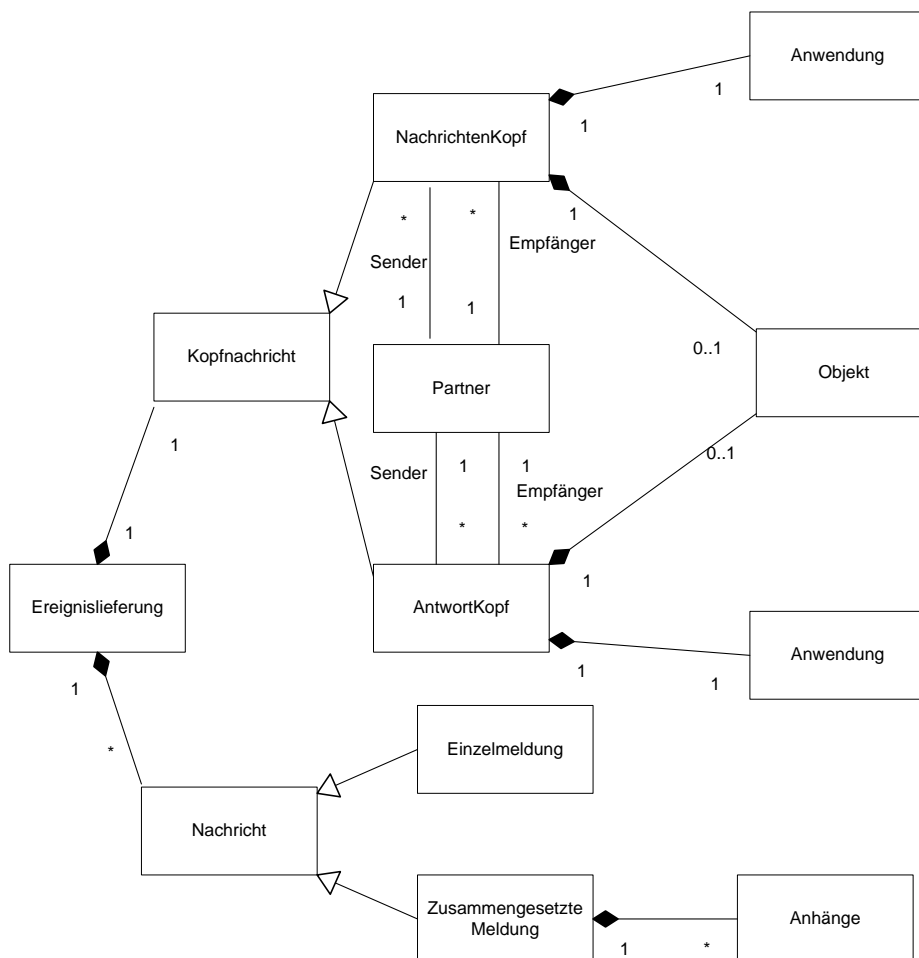 Anwendung
1
1
NachrichtenKopf
1
*
*
Empfänger
Sender
1
1
0..1
Kopfnachricht
Objekt
Partner
1
Sender
1
1
0..1
Empfänger
1
*
*
1
Ereignislieferung
AntwortKopf
Anwendung
1
1
1
*
Einzelmeldung
Nachricht
Zusammengesetzte
Meldung
Anhänge
1
*